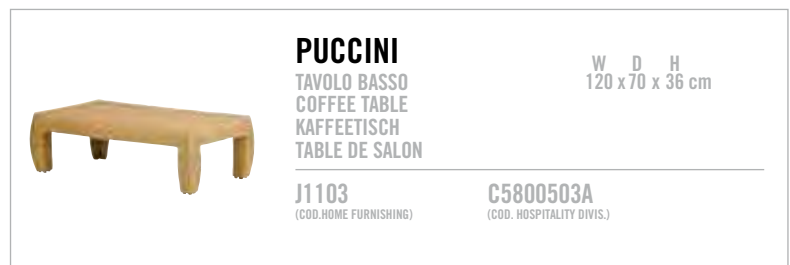 PUCCINI
TAVOLO BASSO
COFFEE TABLE
KAFFEETISCH
TABLE DE SALON
W D H
120 x 70 x 36 cm
J1103
(COD.HOME FURNISHING)
C5800503A
(COD. HOSPITALITY DIVIS.)